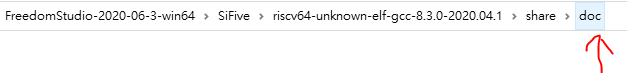 FreedomStudio-2020-06-3-win64 > SiFive > riscv64-unknown-elf-gcc-8.3.0-2020.04.1 > share > doc